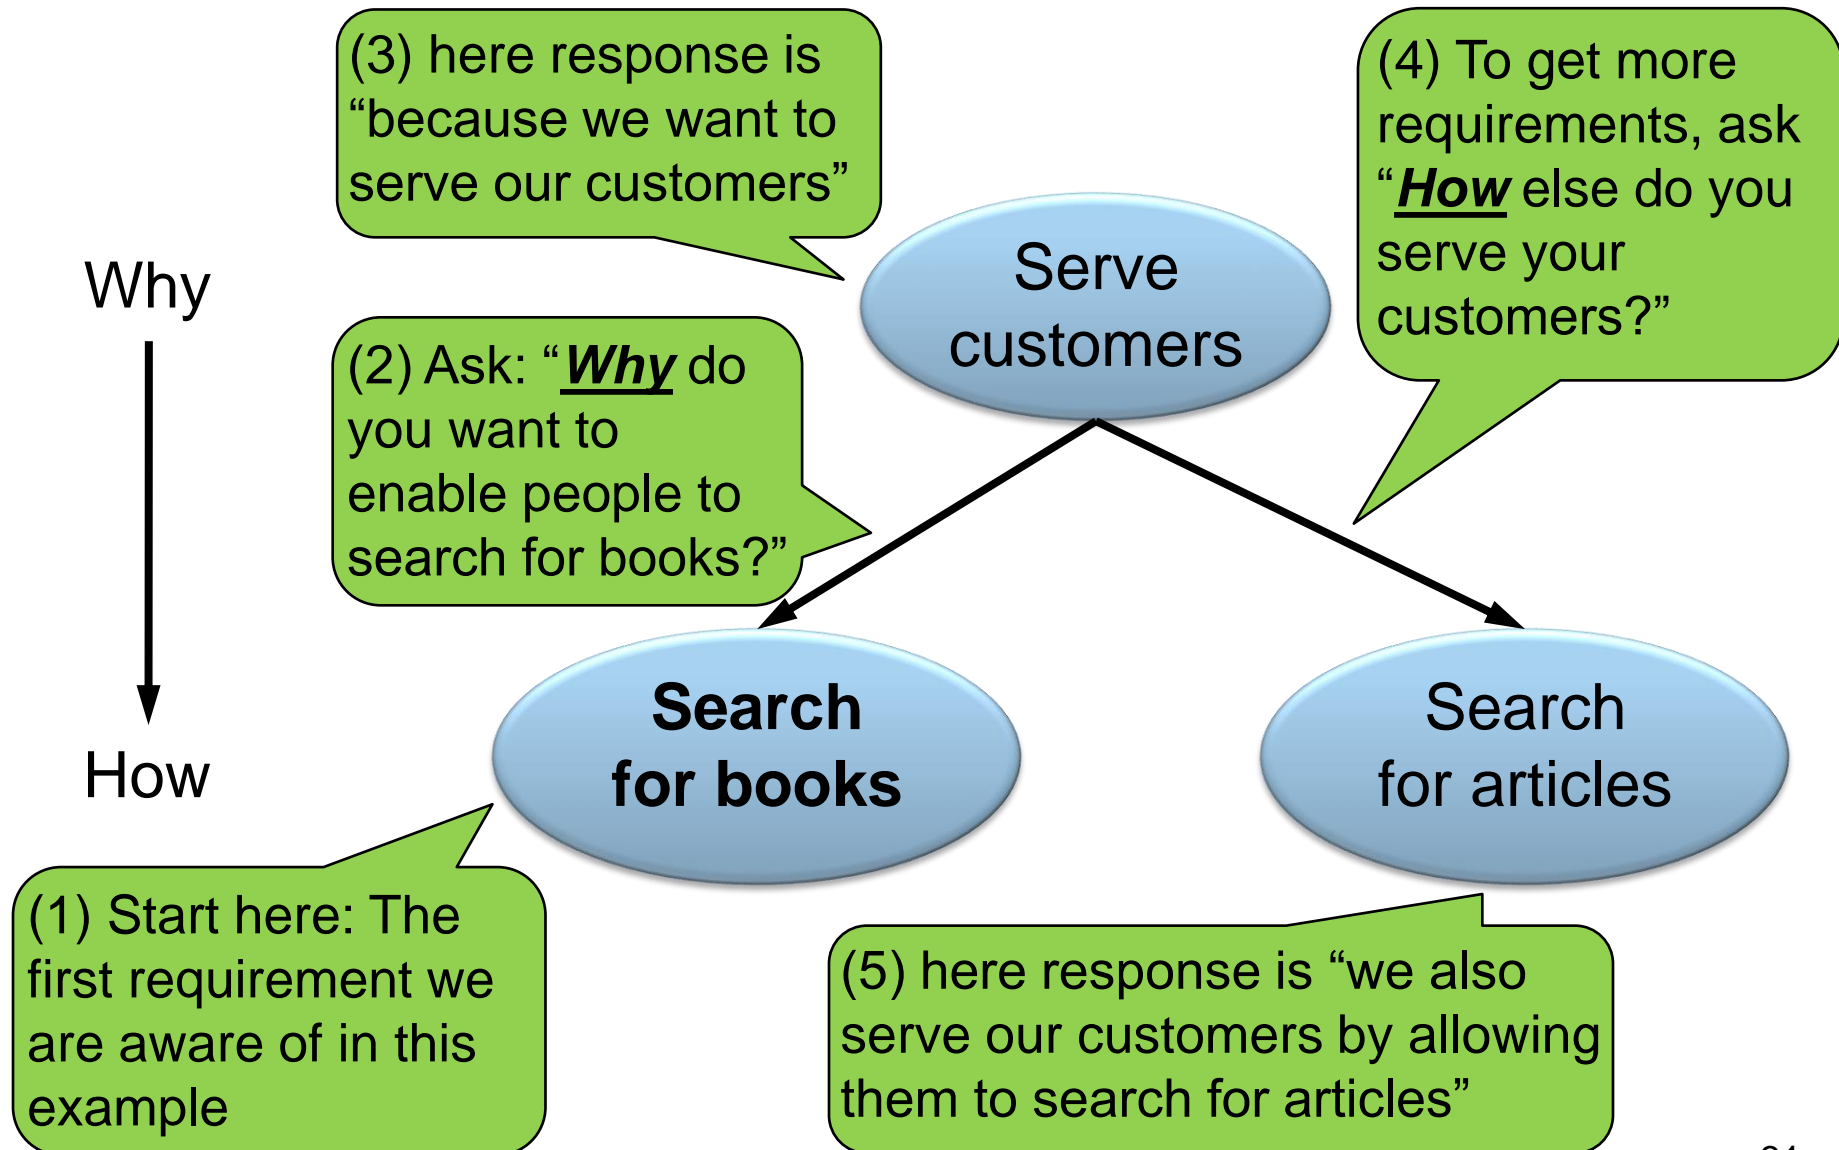 (3) here response is
“because we want to
serve our customers”
(4) To get more
requirements, ask
“How else do you
serve your
customers?”
Serve
customers
Why
(2) Ask: “Why do
you want to
enable people to
search for books?”
How
Search
for books
Search
for articles
(1) Start here: The
first requirement we
are aware of in this
example
(5) here response is “we also
serve our customers by allowing
them to search for articles”